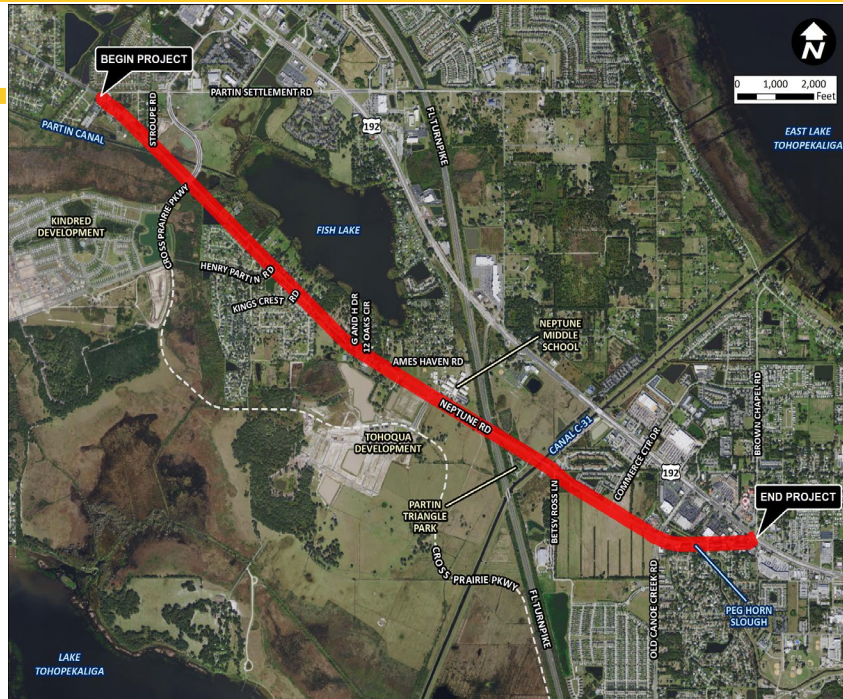 BEGIN PROJECT
N
0 1,000 2,000
Feet
PARTIN SETTLEMENT RD
STROUPE RD
PARTIN CANAL
192
FL TURNPIKE
EAST LAKE
TOHOPEKALIGA
KINDRED
DEVELOPMENT
CROSS PRAIRIE PKWY
FISH LAKE
HENRY PARTIN RD
KINGS CREST RD
G AND H DR
12 OAKS CIR
NEPTUNE
MIDDLE
SCHOOL
AMES HAVEN RD
NEPTUNE RD
BROWN CHAPEL RD
TOHOQUA
DEVELOPMENT
CANAL C-31
COMMERCE CTR DR
192
PARTIN
TRIANGLE
PARK
BETSY ROSS LN
END PROJECT
CROSS PRAIRIE PKWY
FL TURNPIKE
OLD CANOE CREEK RD
PEG HORN
SLOUGH
LAKE
TOHOPEKALIGA